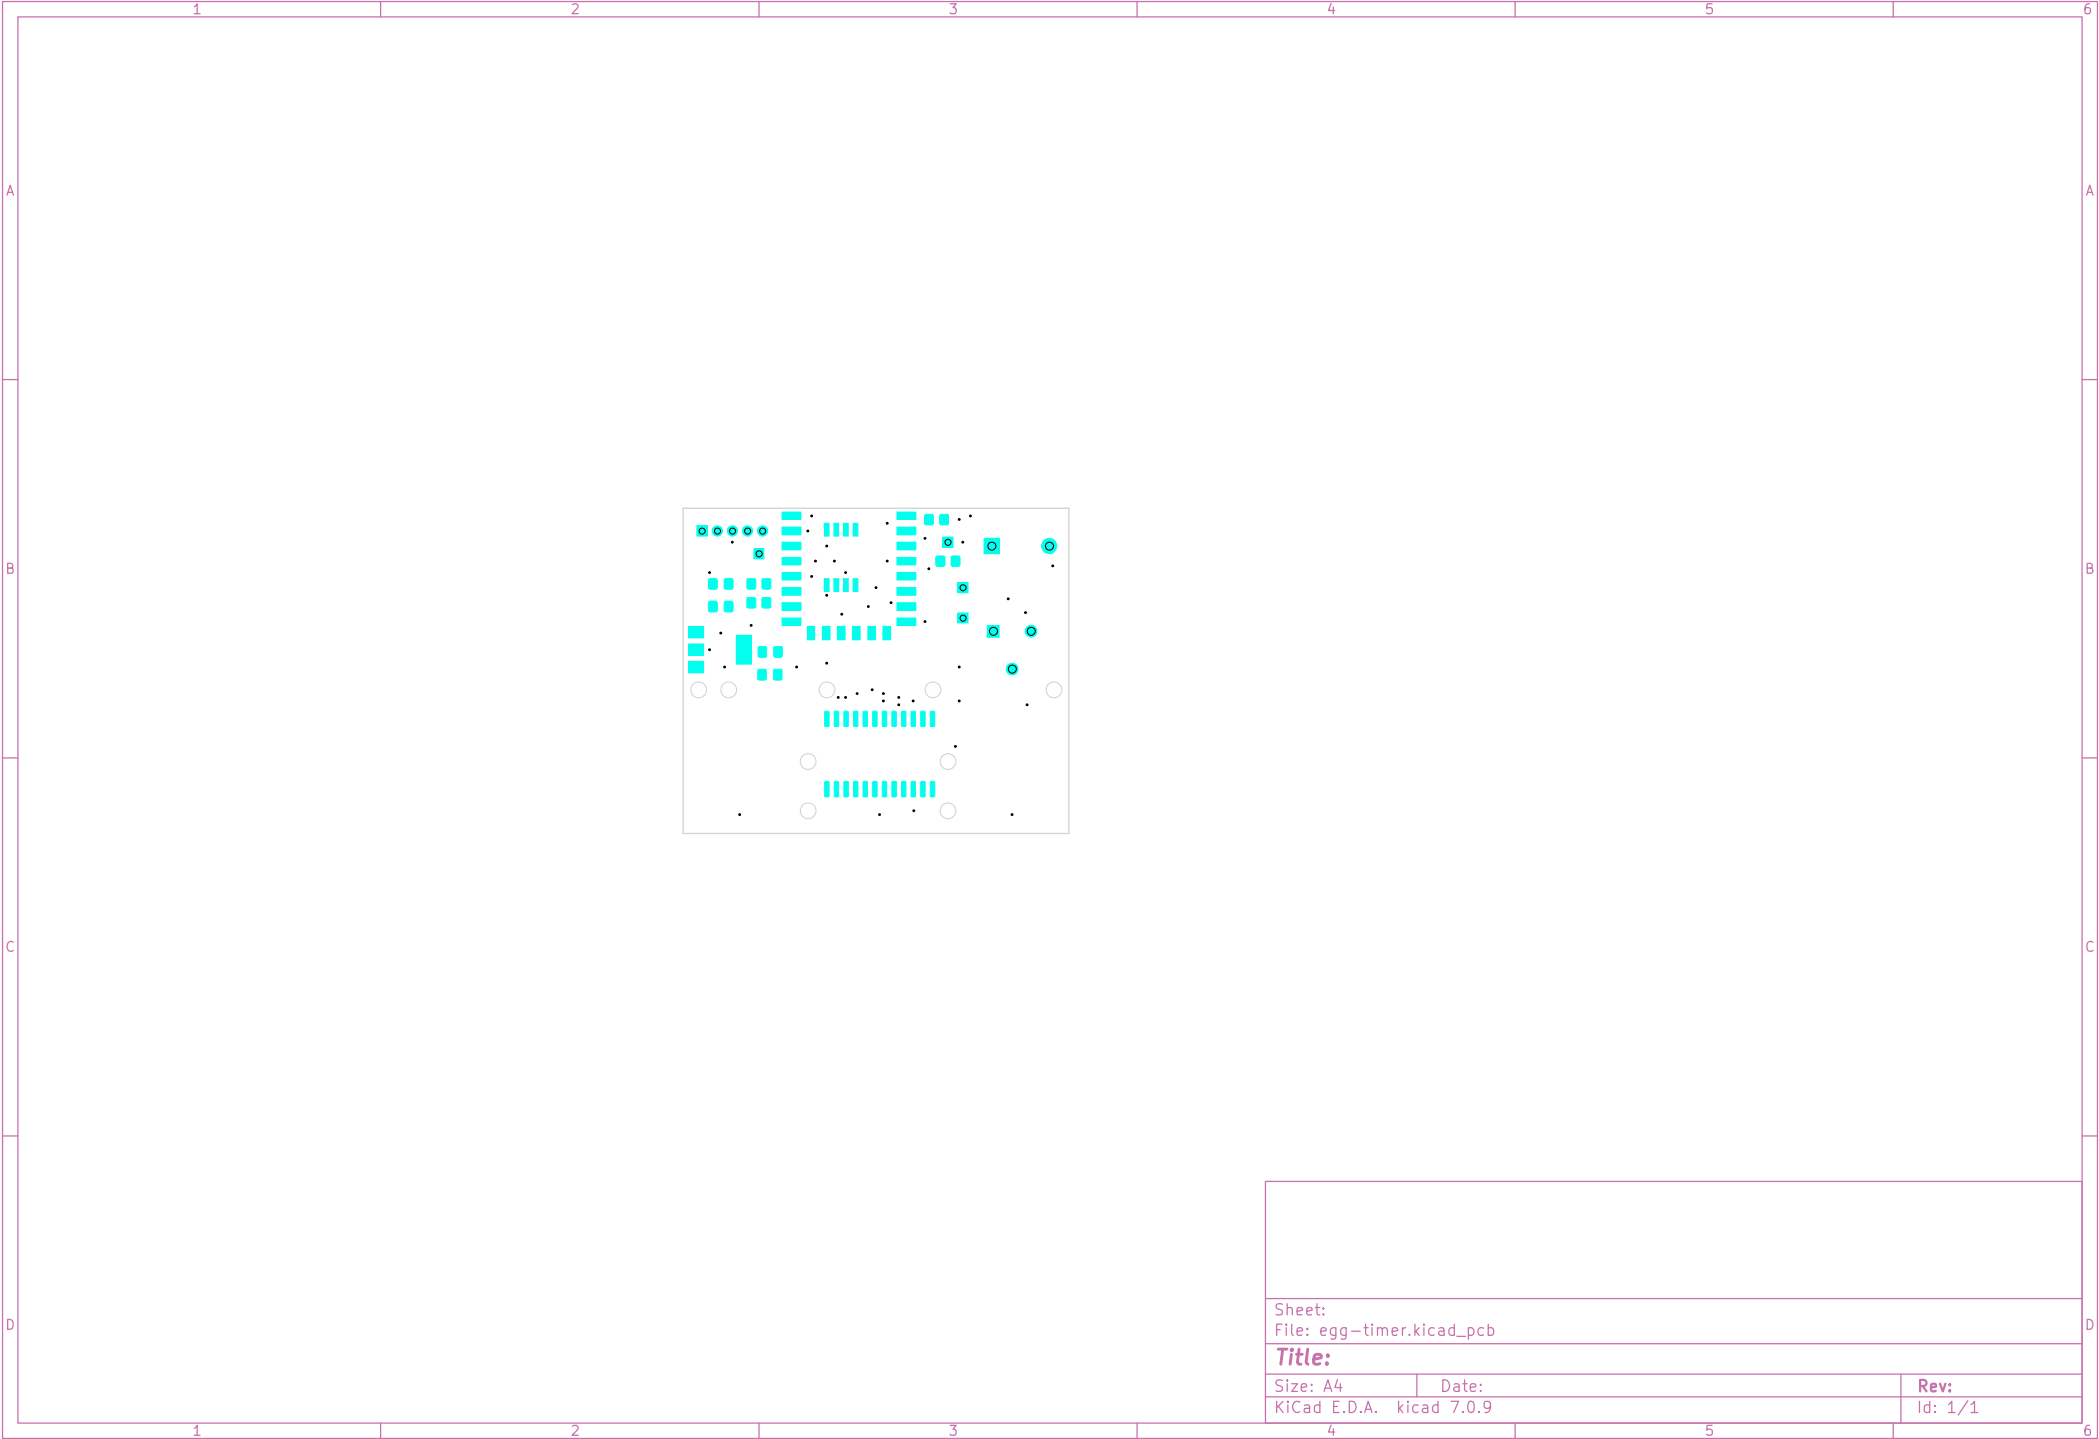 1 2 3 4 5 6
A A
B B
C C
D D
Sheet:
File: egg-timer.kicad_pcb
Title:
Size: A4 Date: Rev:
KiCad E.D.A. kicad 7.0.9 Id: 1/1
1 2 3 4 5 6